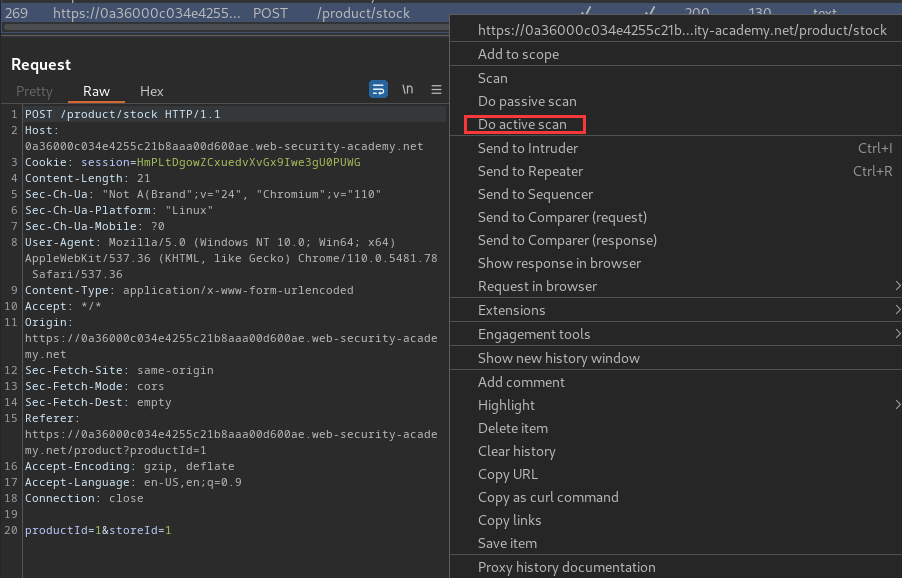 269 https://0a36000c034e4255... POST /product/stock 200 130 text
https://0a36000c034e4255c21b8...ity-academy.net/product/stock
Add to scope
Scan
Do passive scan
Do active scan
Send to Intruder Ctrl+I
Send to Repeater Ctrl+R
Send to Sequencer
Send to Comparer (request)
Send to Comparer (response)
Show response in browser
Request in browser
Extensions
Engagement tools
Show new history window
Add comment
Highlight
Delete item
Clear history
Copy URL
Copy as curl command
Copy links
Save item
Proxy history documentation
Request
Pretty Raw Hex \n
1 POST /product/stock HTTP/1.1
2 Host:
0a36000c034e4255c21b8aaa00d600ae.web-security-academy.net
3 Cookie: session=HmPLtDgowZCxuedvXvGx9Iwe3gU0PUWG
4 Content-Length: 21
5 Sec-Ch-Ua: "Not A(Brand";v="24", "Chromium";v="110"
6 Sec-Ch-Ua-Platform: "Linux"
7 Sec-Ch-Ua-Mobile: ?0
8 User-Agent: Mozilla/5.0 (Windows NT 10.0; Win64; x64)
AppleWebKit/537.36 (KHTML, like Gecko) Chrome/110.0.5481.78
Safari/537.36
9 Content-Type: application/x-www-form-urlencoded
10 Accept: */*
11 Origin:
https://0a36000c034e4255c21b8aaa00d600ae.web-security-acade
my.net
12 Sec-Fetch-Site: same-origin
13 Sec-Fetch-Mode: cors
14 Sec-Fetch-Dest: empty
15 Referer:
https://0a36000c034e4255c21b8aaa00d600ae.web-security-acade
my.net/product?productId=1
16 Accept-Encoding: gzip, deflate
17 Accept-Language: en-US,en;q=0.9
18 Connection: close
19
20 productId=1&storeId=1